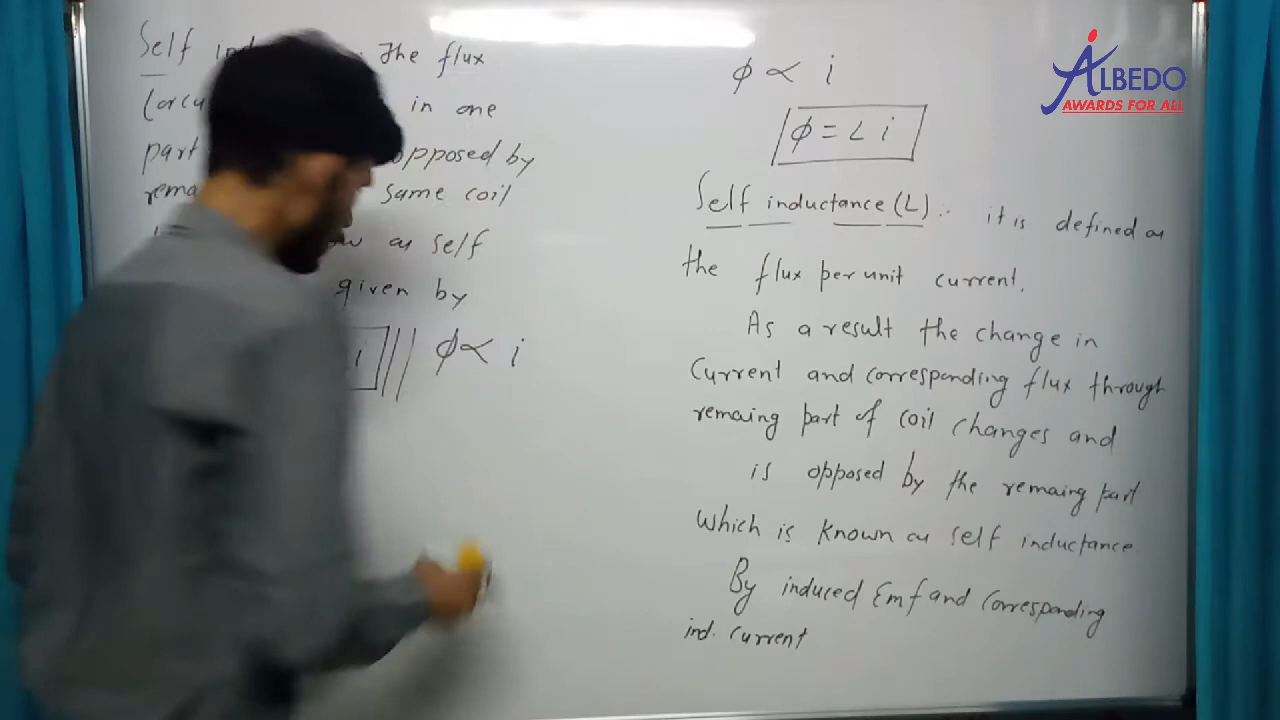 Self The flux
in one
part opposed by
same coil
as self
given by
i φ ∝ i
φ ∝ i
φ = L i
Self inductance (L) :- it is defined as
the flux per unit current.
As a result the change in
Current and corresponding flux through
remaing part of coil changes and
is opposed by the remaing part
which is known as self inductance
By induced Emf and Corresponding
ind. current
ALBEDO
AWARDS FOR ALL